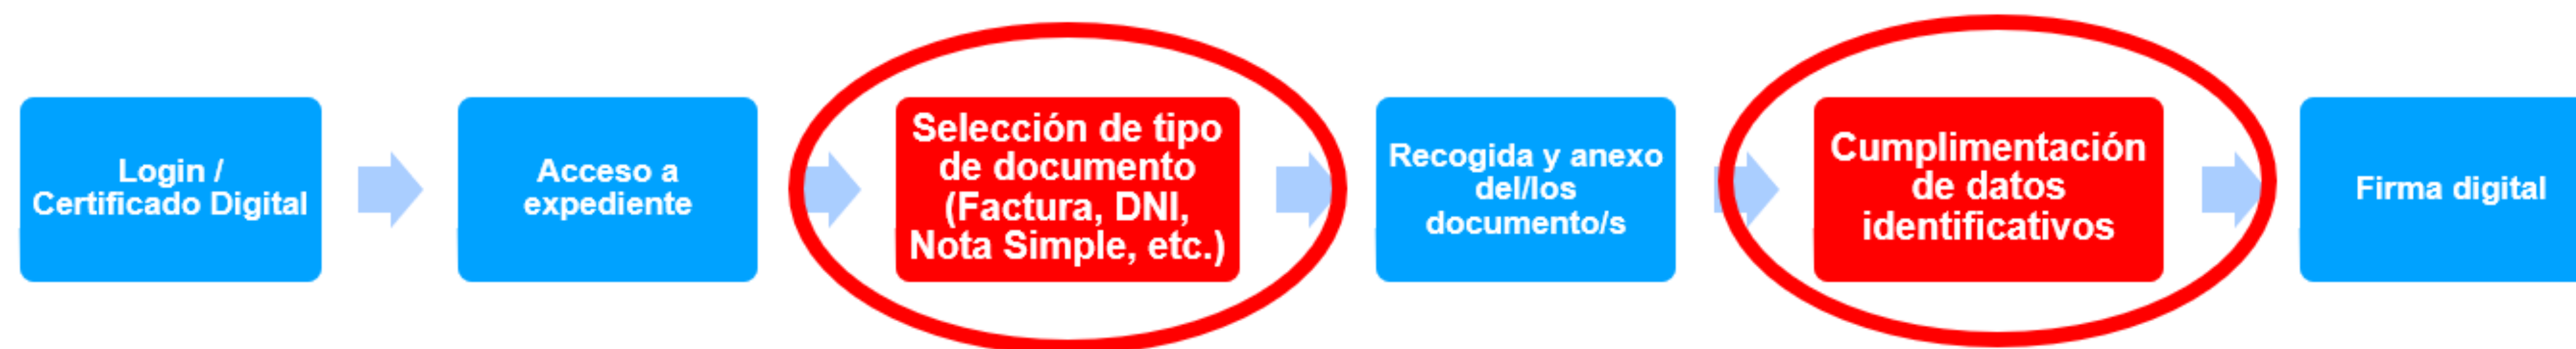 Login /
Certificado Digital
Acceso a
expediente
Selección de tipo
de documento
(Factura, DNI,
Nota Simple, etc.)
Recogida y anexo
del/los
documento/s
Cumplimentación
de datos
identificativos
Firma digital